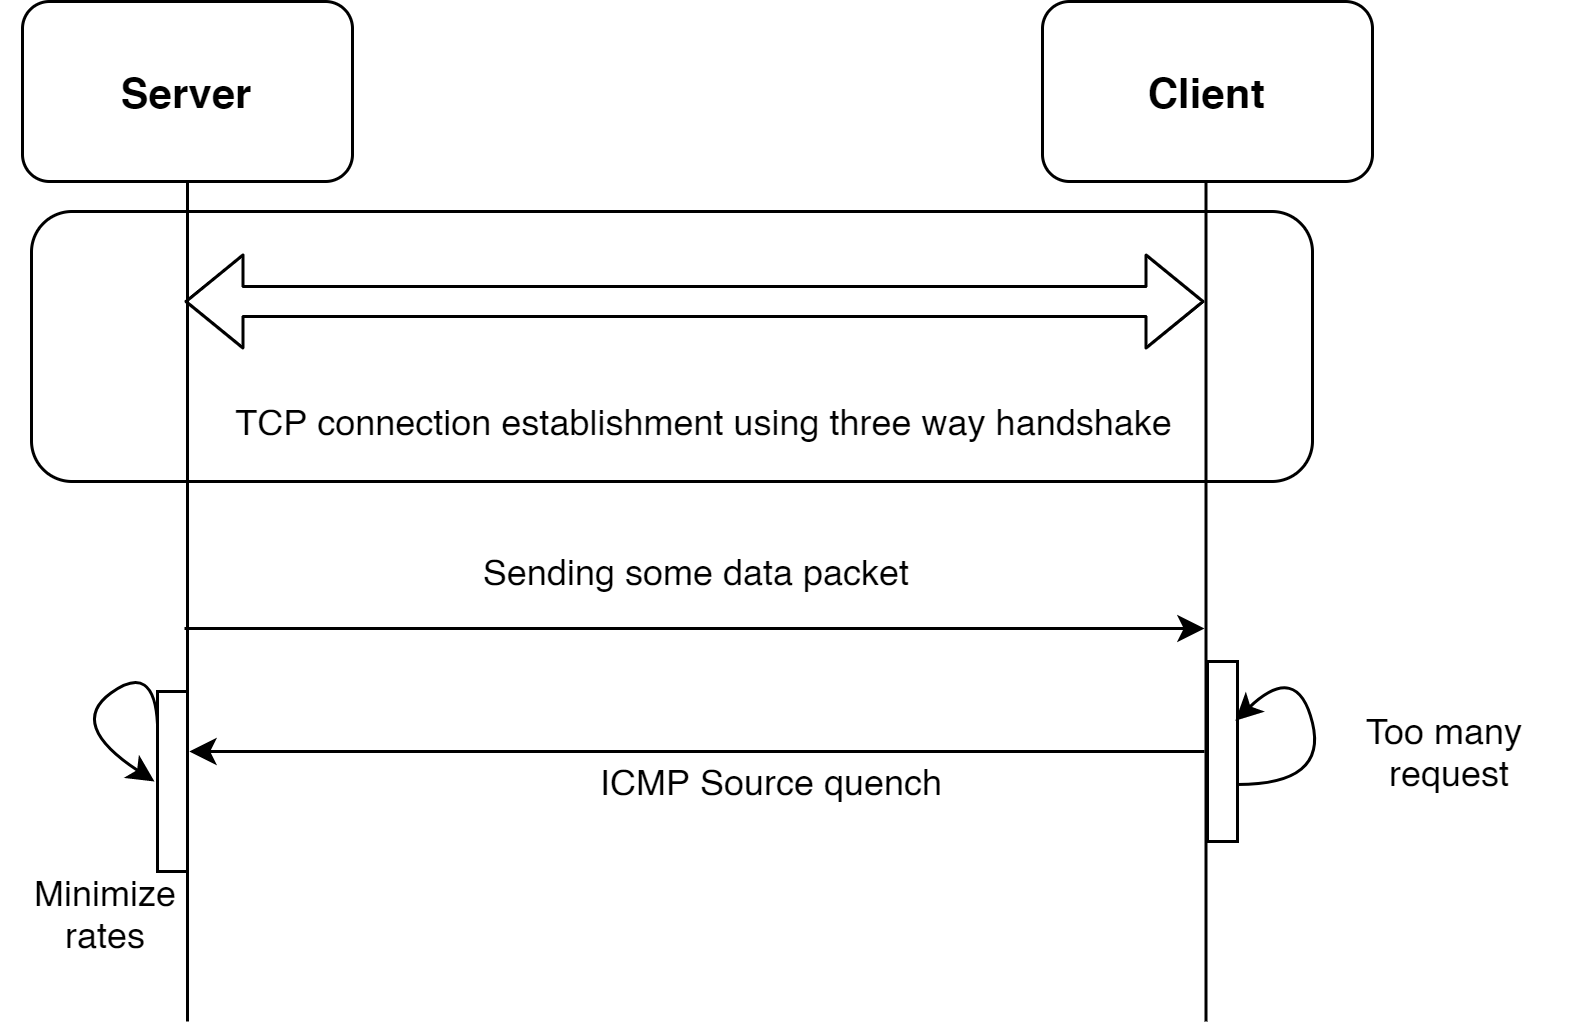 Server
Client
TCP connection establishment using three way handshake
Sending some data packet
Too many
request
ICMP Source quench
Minimize
rates